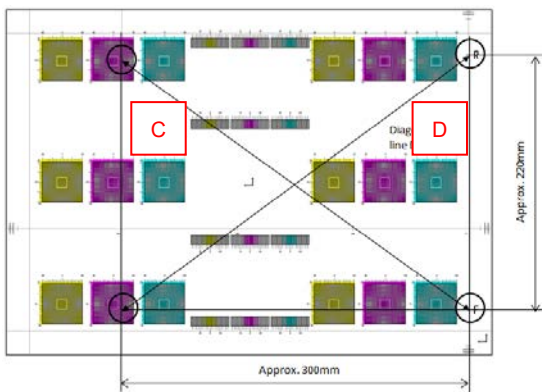 R
C
D
Diag
line l
Approx. 220mm
F
Approx. 300mm